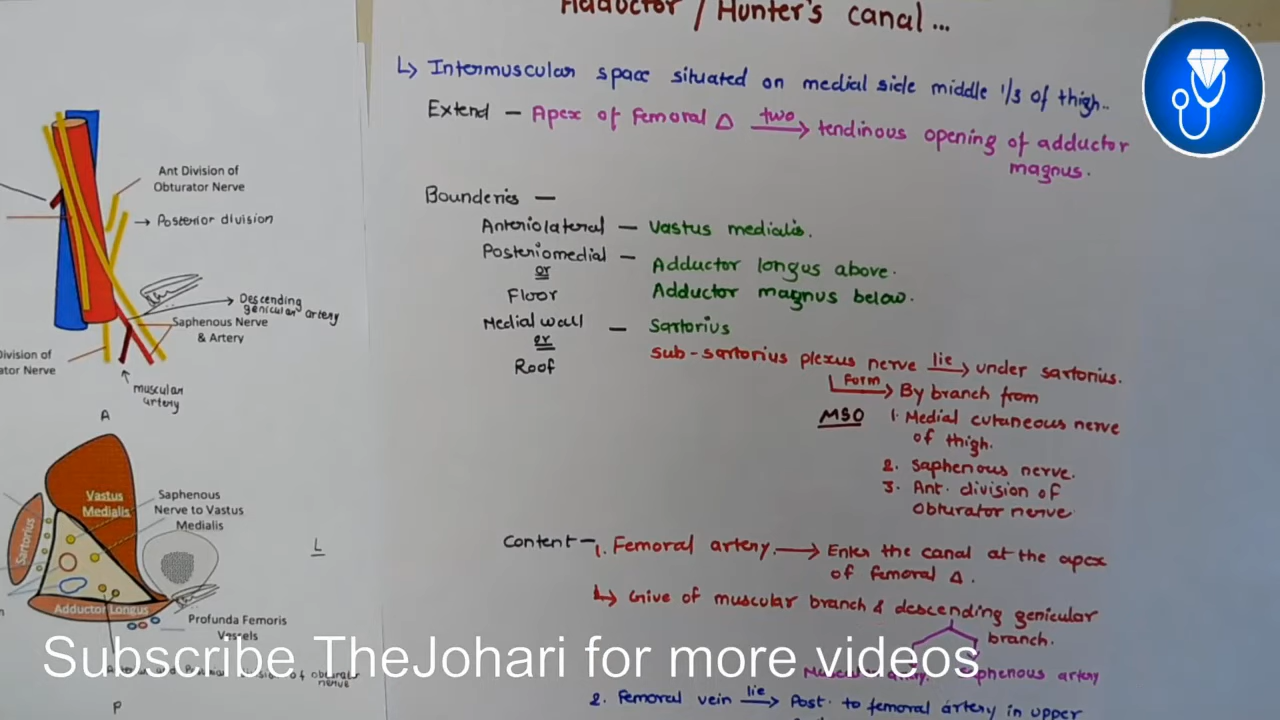 Adductor / Hunter's canal...
↳ Intermuscular space situated on medial side middle 1/3 of thigh..
Extend - Apex of femoral Δ two → tendinous opening of adductor
magnus.
Bounderies —
Anteriolateral — Vastus medialis.
Posteriomedial —
or
Floor
Adductor longus above.
Adductor magnus below.
Medial wall
or
Roof
— Sartorius
Sub-sartorius plexus nerve lie → under sartorius.
Form → By branch from
MSO
1. Medial cutaneous nerve
of thigh.
2. Saphenous nerve.
3. Ant. division of
obturator nerve
Content - 1. Femoral artery. → Enter the canal at the apex
of femoral Δ.
↳ Give of muscular branch & descending genicular
branch.
saphenous artery
2. Femoral vein lie → Post. to femoral artery in upper
Ant Division of
Obturator Nerve
→ Posterior division
Descending
genicular artery
Saphenous Nerve
& Artery
Division of
ator Nerve
muscular
artery
A
Vastus
Medialis
Saphenous
Nerve to Vastus
Medialis
Sartorius
L
Adductor Longus
Profunda Femoris
Vessels
of obturator
nerve
P
Subscribe TheJohari for more videos